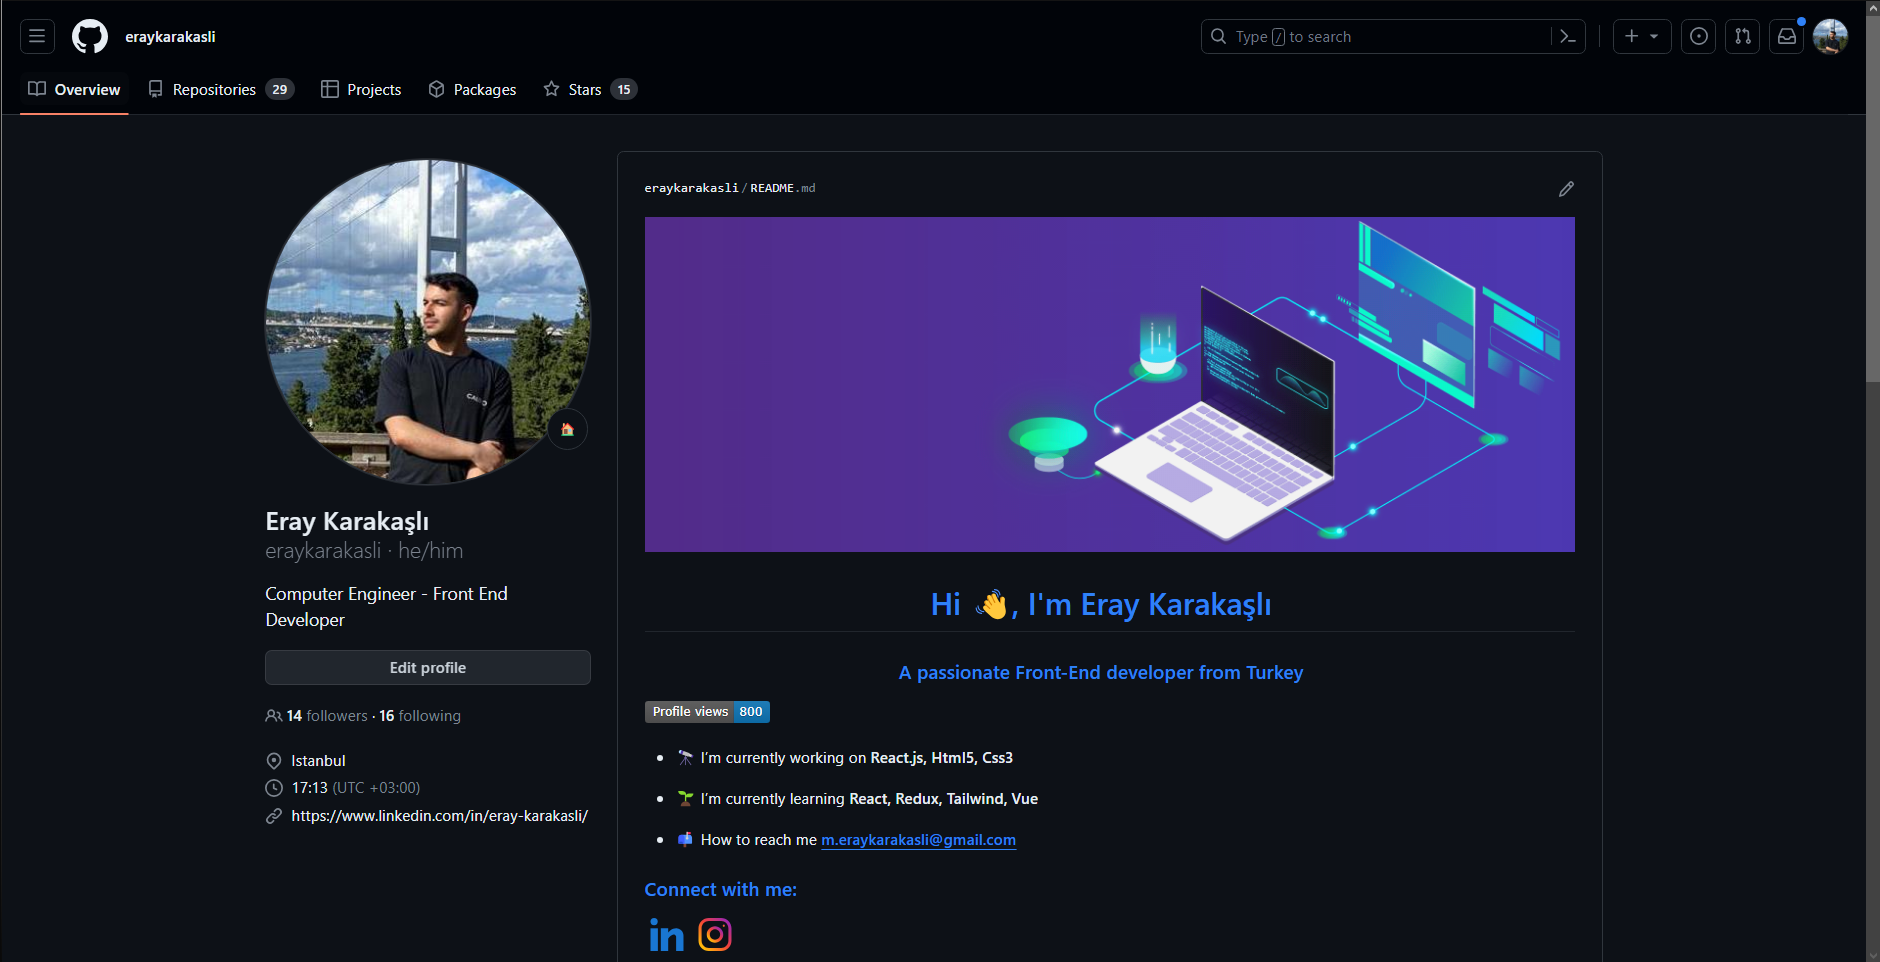 eraykarakasli
Type / to search
Overview
Repositories 29
Projects
Packages
Stars 15
Eray Karakaşlı
eraykarakasli · he/him
Computer Engineer - Front End
Developer
Edit profile
14 followers · 16 following
Istanbul
17:13 (UTC +03:00)
https://www.linkedin.com/in/eray-karakasli/
eraykarakasli/README.md
Hi 👋, I'm Eray Karakaşlı
A passionate Front-End developer from Turkey
Profile views 800
🔭 I’m currently working on React.js, Html5, Css3
🌱 I’m currently learning React, Redux, Tailwind, Vue
📫 How to reach me m.eraykarakasli@gmail.com
Connect with me:
in